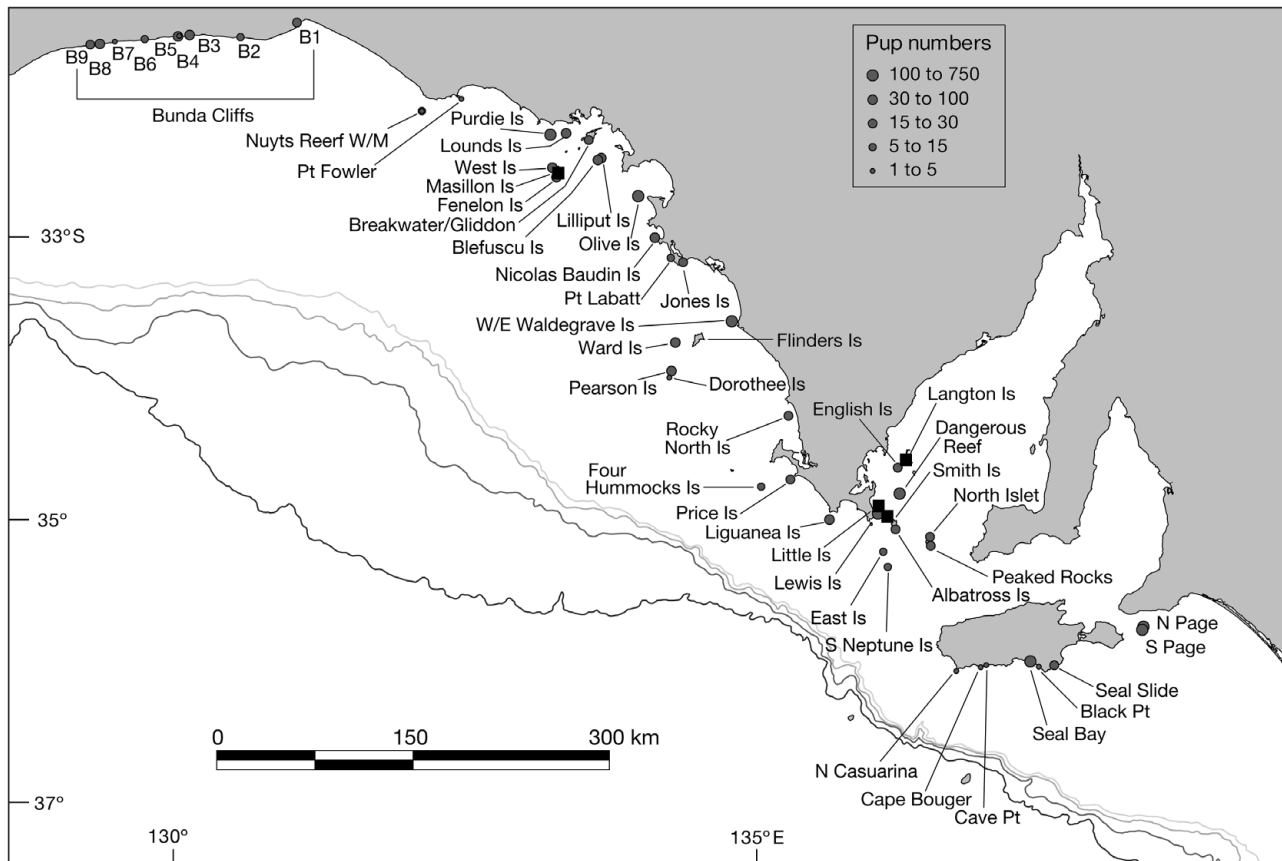 B1
B2
B3
B4
B5
B6
B7
B8
B9
Bunda Cliffs
Pup numbers
100 to 750
30 to 100
15 to 30
5 to 15
1 to 5
Nuyts Reerf W/M
Pt Fowler
Purdie Is
Lounds Is
West Is
Masillon Is
Fenelon Is
Breakwater/Gliddon
Blefuscu Is
Lilliput Is
Olive Is
33ºS
Nicolas Baudin Is
Pt Labatt
Jones Is
W/E Waldegrave Is
Flinders Is
Ward Is
Pearson Is
Dorothee Is
English Is
Langton Is
Rocky
North Is
Dangerous
Reef
Smith Is
Four
Hummocks Is
North Islet
Price Is
35º
Liguanea Is
Little Is
Lewis Is
Peaked Rocks
Albatross Is
East Is
S Neptune Is
N Page
S Page
Seal Slide
Black Pt
Seal Bay
0 150 300 km
N Casuarina
Cape Bouger
Cave Pt
37º
130º
135ºE